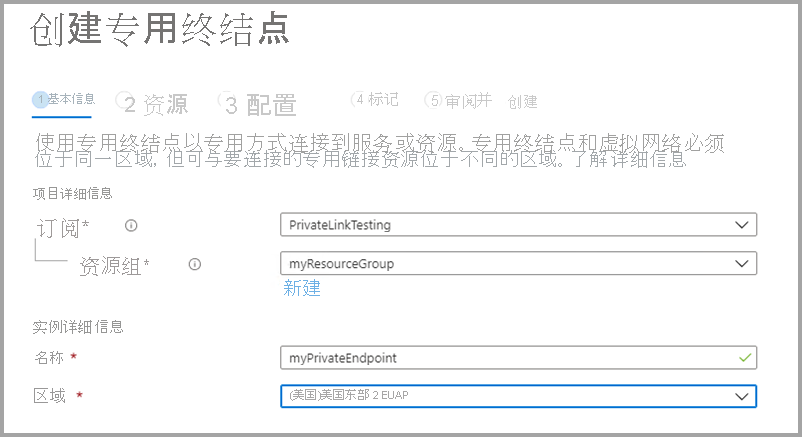 创建专用终结点
1 基本信息 2 资源 3 配置 4 标记 5 审阅并 创建
使用专用终结点以专用方式连接到服务或资源。专用终结点和虚拟网络必须
位于同一区域, 但可与要连接的专用链接资源位于不同的区域。了解详细信息
项目详细信息
订阅* PrivateLinkTesting
资源组* myResourceGroup
新建
实例详细信息
名称 * myPrivateEndpoint
区域 * (美国)美国东部 2 EUAP